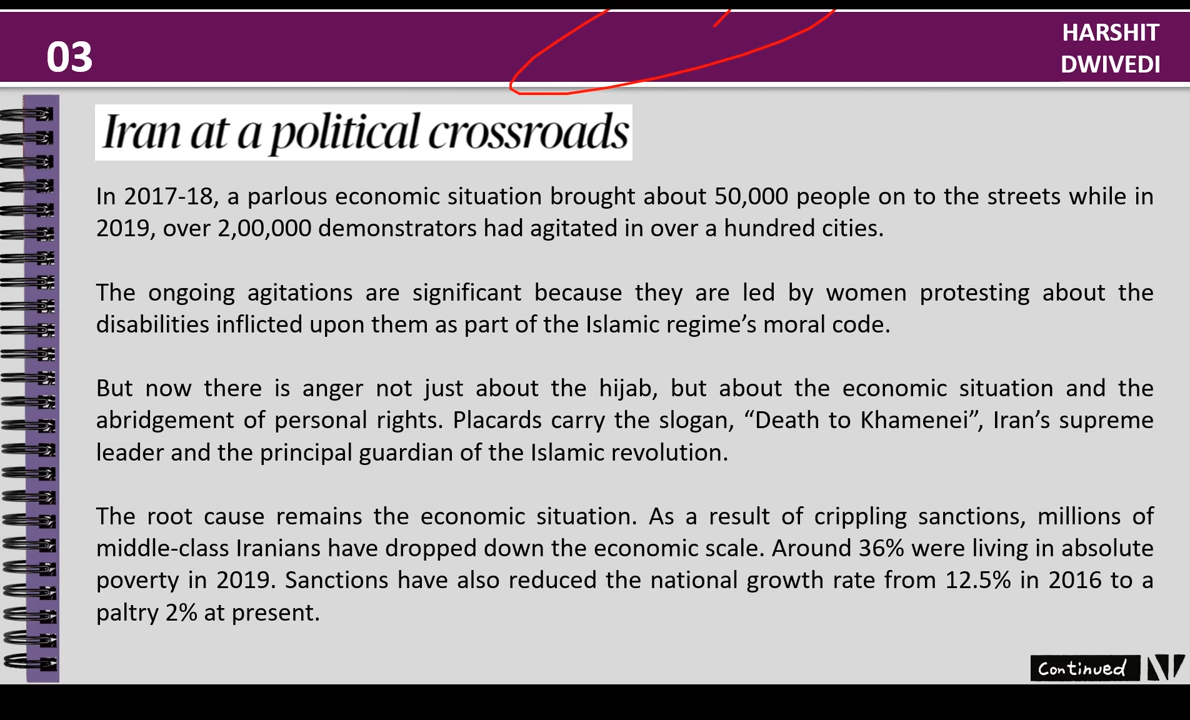 03
HARSHIT
DWIVEDI
Iran at a political crossroads
In 2017-18, a parlous economic situation brought about 50,000 people on to the streets while in
2019, over 2,00,000 demonstrators had agitated in over a hundred cities.
The ongoing agitations are significant because they are led by women protesting about the
disabilities inflicted upon them as part of the Islamic regime’s moral code.
But now there is anger not just about the hijab, but about the economic situation and the
abridgement of personal rights. Placards carry the slogan, “Death to Khamenei”, Iran’s supreme
leader and the principal guardian of the Islamic revolution.
The root cause remains the economic situation. As a result of crippling sanctions, millions of
middle-class Iranians have dropped down the economic scale. Around 36% were living in absolute
poverty in 2019. Sanctions have also reduced the national growth rate from 12.5% in 2016 to a
paltry 2% at present.
Continued